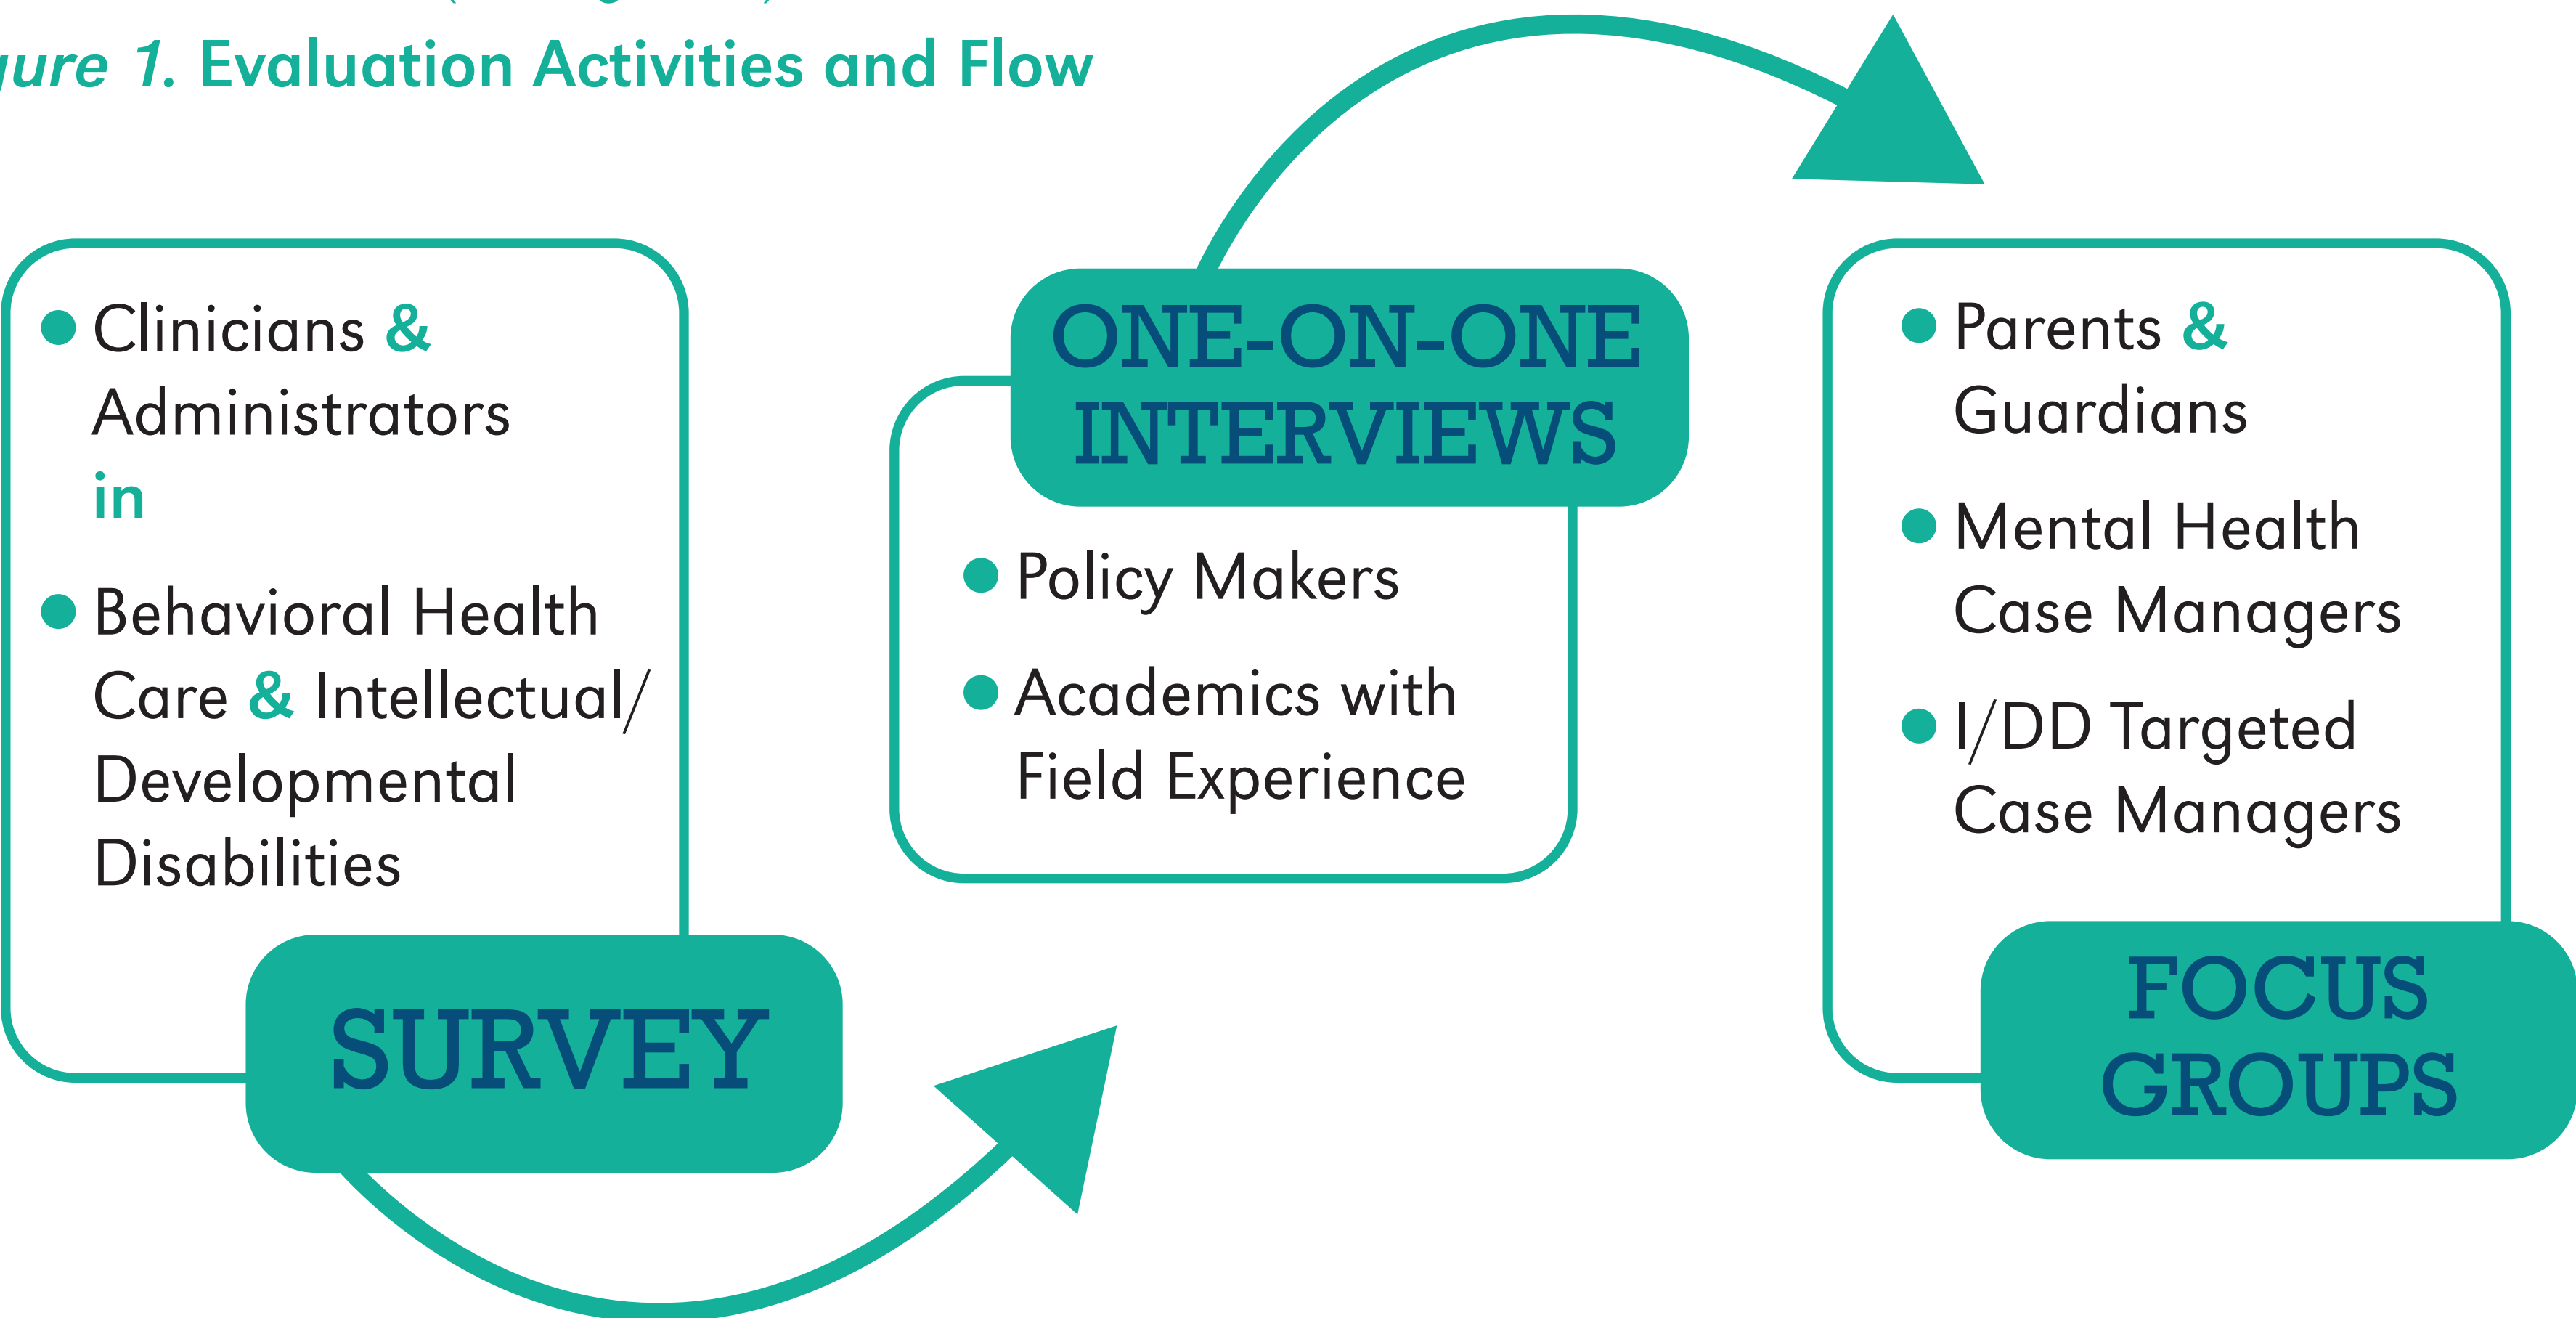 Figure 1. Evaluation Activities and Flow
Clinicians &
Administrators
in
Behavioral Health
Care & Intellectual/
Developmental
Disabilities
SURVEY
ONE-ON-ONE
INTERVIEWS
Policy Makers
Academics with
Field Experience
Parents &
Guardians
Mental Health
Case Managers
I/DD Targeted
Case Managers
FOCUS
GROUPS